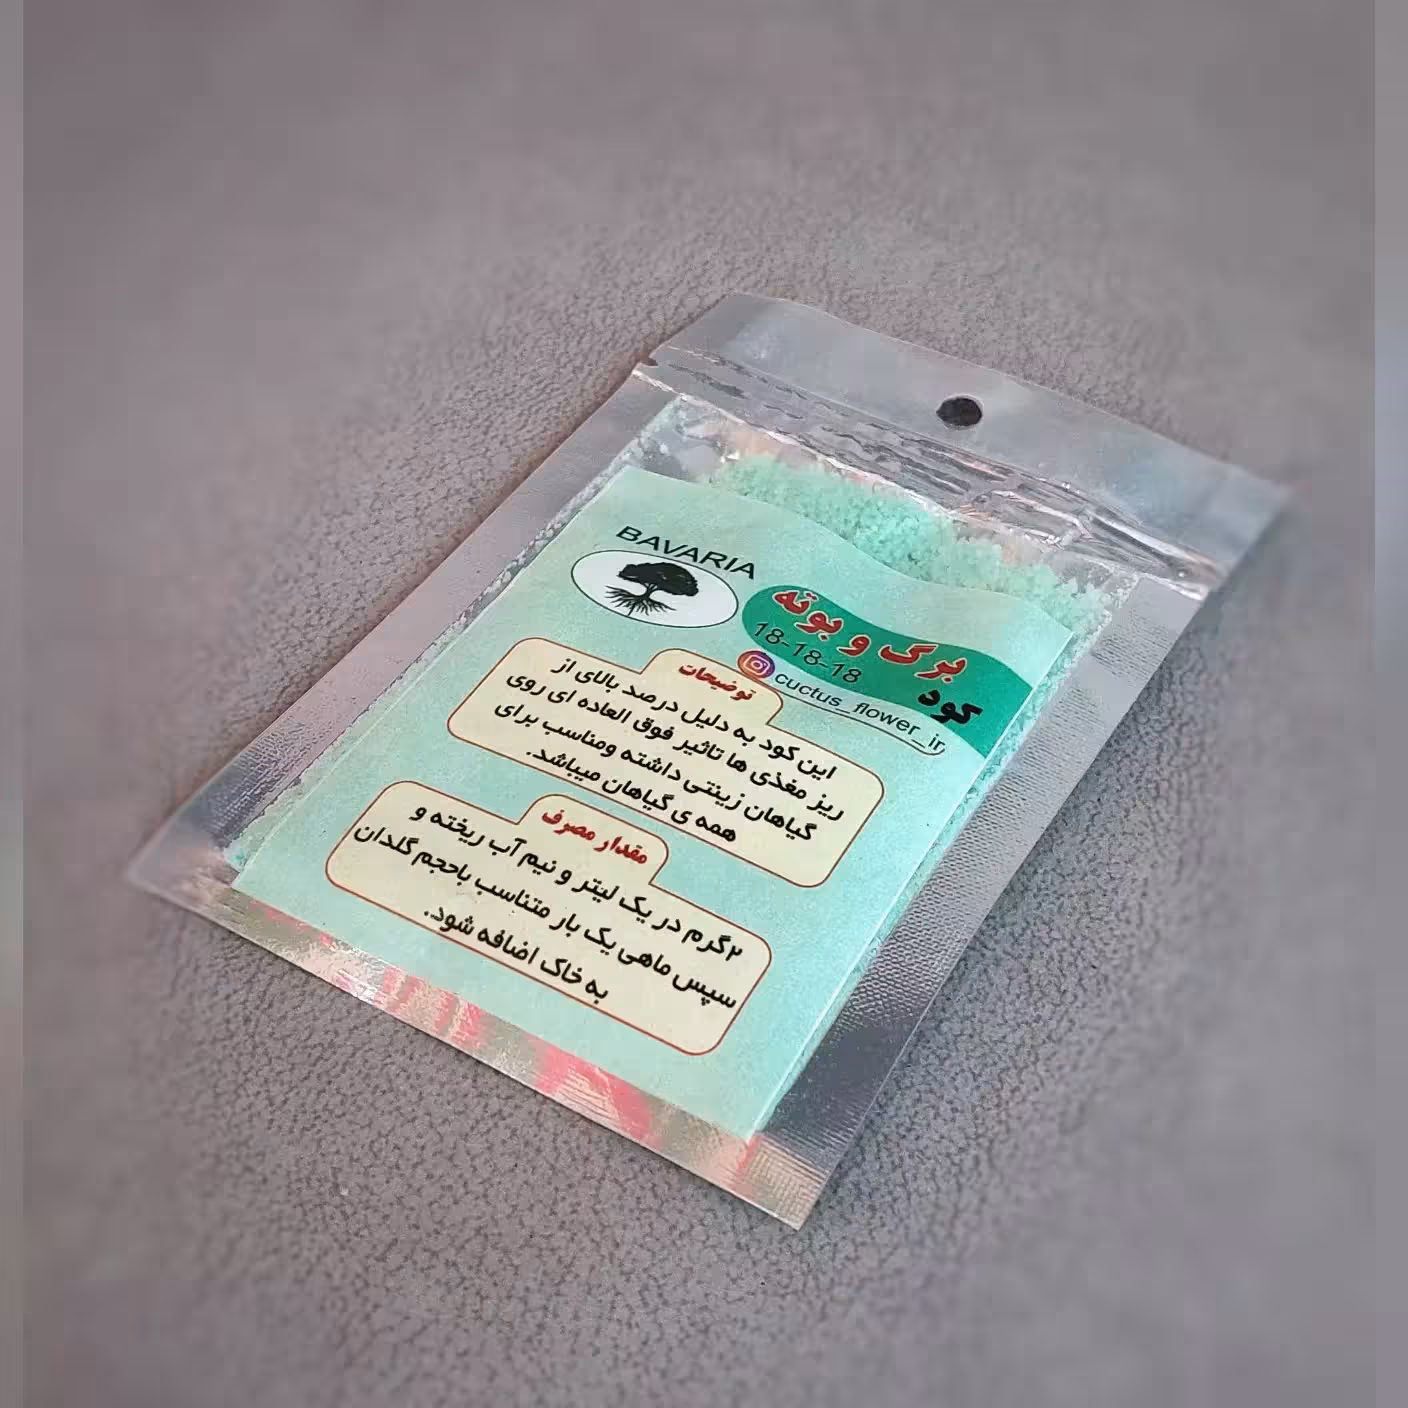 BAVARIA
برگ و بوته
18-18-18
کود
cuctus_flower_ir
توضیحات
این کود به دلیل درصد بالای از
ریز مغذی ها تاثیر فوق العاده ای روی
گیاهان زینتی داشته ومناسب برای
همه ی گیاهان میباشد.
مقدار مصرف
۲گرم در یک لیتر و نیم آب ریخته و
سپس ماهی یک بار متناسب باحجم گلدان
به خاک اضافه شود.